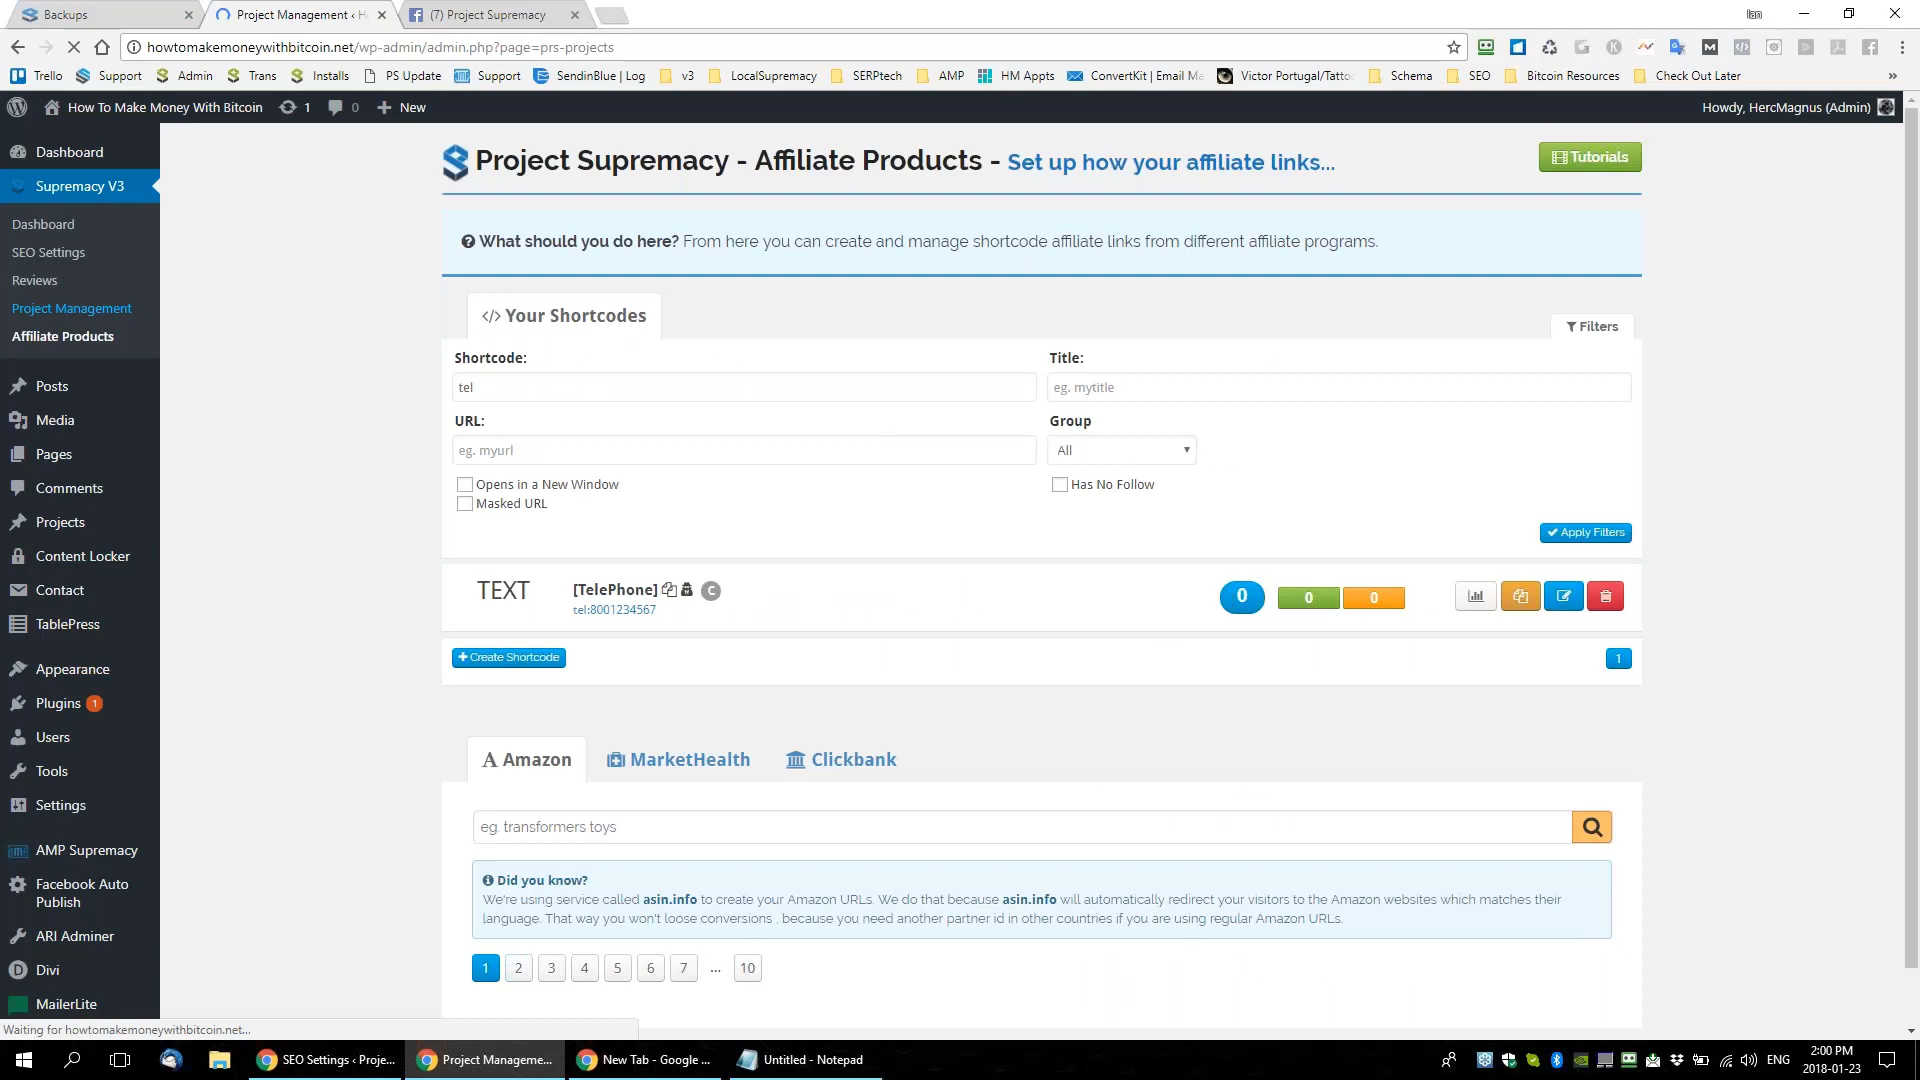 Backups
Project Management ‹ H
(7) Project Supremacy
Ian
howtomakemoneywithbitcoin.net/wp-admin/admin.php?page=prs-projects
Trello
Support
Admin
Trans
Installs
PS Update
Support
SendinBlue | Log
v3
LocalSupremacy
SERPtech
AMP
HM Appts
ConvertKit | Email Ma
Victor Portugal/Tatto
Schema
SEO
Bitcoin Resources
Check Out Later
»
How To Make Money With Bitcoin
1
0
New
Howdy, HercMagnus (Admin)
Dashboard
Supremacy V3
Dashboard
SEO Settings
Reviews
Project Management
Affiliate Products
Posts
Media
Pages
Comments
Projects
Content Locker
Contact
TablePress
Appearance
Plugins 1
Users
Tools
Settings
AMP Supremacy
Facebook Auto
Publish
ARI Adminer
Divi
MailerLite
Project Supremacy - Affiliate Products - Set up how your affiliate links...
Tutorials
What should you do here? From here you can create and manage shortcode affiliate links from different affiliate programs.
</> Your Shortcodes
Filters
Shortcode:
Title:
tel
eg. mytitle
URL:
Group
eg. myurl
All
Opens in a New Window
Has No Follow
Masked URL
Apply Filters
TEXT
[TelePhone]
C
tel:8001234567
0
0
0
+ Create Shortcode
1
A Amazon
MarketHealth
Clickbank
eg. transformers toys
Did you know?
We're using service called asin.info to create your Amazon URLs. We do that because asin.info will automatically redirect your visitors to the Amazon websites which matches their
language. That way you won't loose conversions , because you need another partner id in other countries if you are using regular Amazon URLs.
1 2 3 4 5 6 7 ... 10
Waiting for howtomakemoneywithbitcoin.net...
SEO Settings ‹ Proje...
Project Manageme...
New Tab - Google ...
Untitled - Notepad
ENG
2:00 PM
2018-01-23